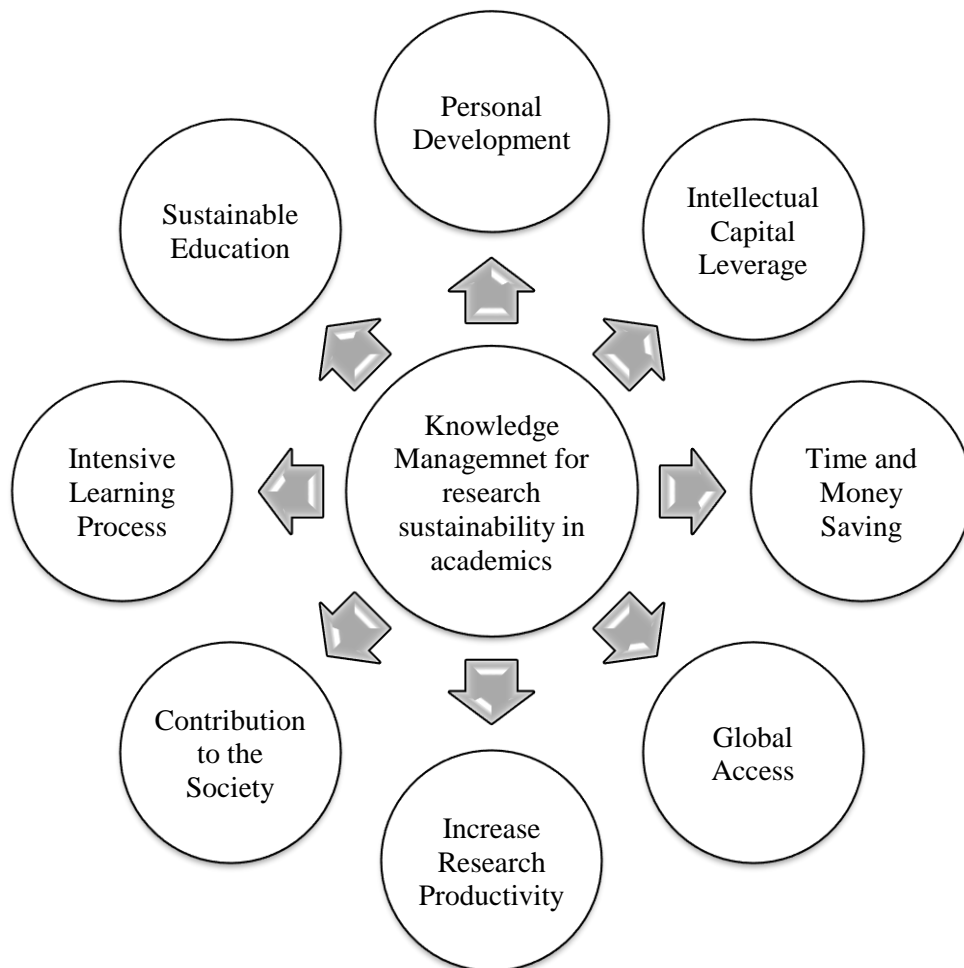 Personal
Development
Sustainable
Education
Intellectual
Capital
Leverage
Intensive
Learning
Process
Knowledge
Managemnet for
research
sustainability in
academics
Time and
Money
Saving
Contribution
to the
Society
Global
Access
Increase
Research
Productivity